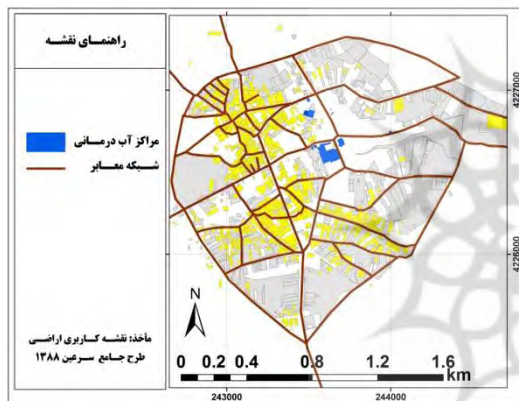 راهنمای نقشه
مراکز آب درمانی
شبکه معابر
مأخذ: نقشه کاربری اراضی
طرح جامع سرعین ۱۳۸۸
4227000
4226000
N
0 0.2 0.4 0.8 1.2 1.6
km
243000 244000